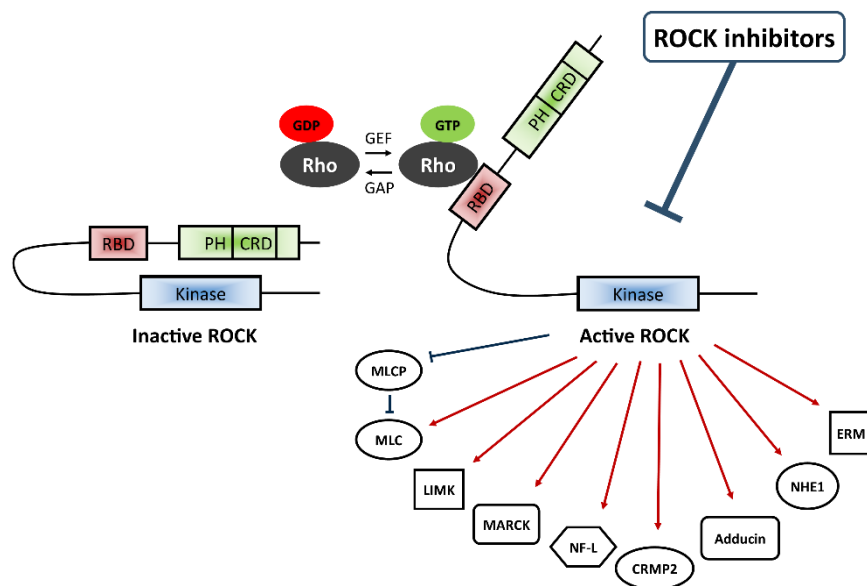 ROCK inhibitors
PH CRD
GDP
GTP
GEF
Rho
Rho
GAP
RBD
RBD
PH CRD
Kinase
Kinase
Inactive ROCK
Active ROCK
MLCP
MLC
ERM
LIMK
NHE1
MARCK
NF-L
Adducin
CRMP2